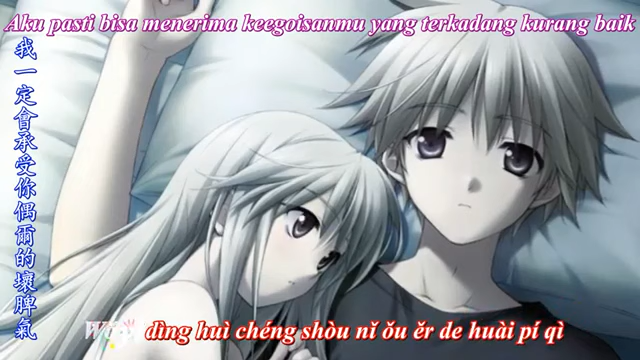 Aku pasti bisa menerima keegoisanmu yang terkadang kurang baik
我一定會承受你偶爾的壞脾氣
dìng huì chéng shòu nǐ ǒu ěr de huài pí qì